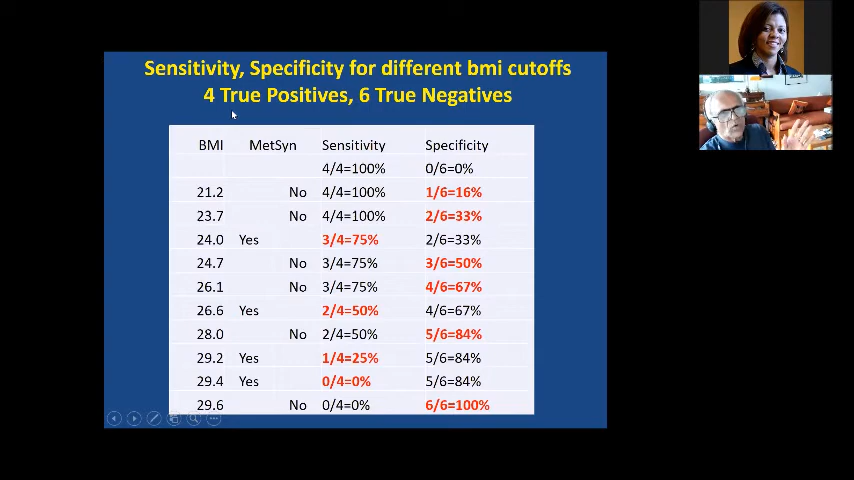 Sensitivity, Specificity for different bmi cutoffs
4 True Positives, 6 True Negatives
BMI MetSyn Sensitivity Specificity
4/4=100% 0/6=0%
21.2 No 4/4=100% 1/6=16%
23.7 No 4/4=100% 2/6=33%
24.0 Yes 3/4=75% 2/6=33%
24.7 No 3/4=75% 3/6=50%
26.1 No 3/4=75% 4/6=67%
26.6 Yes 2/4=50% 4/6=67%
28.0 No 2/4=50% 5/6=84%
29.2 Yes 1/4=25% 5/6=84%
29.4 Yes 0/4=0% 5/6=84%
29.6 No 0/4=0% 6/6=100%